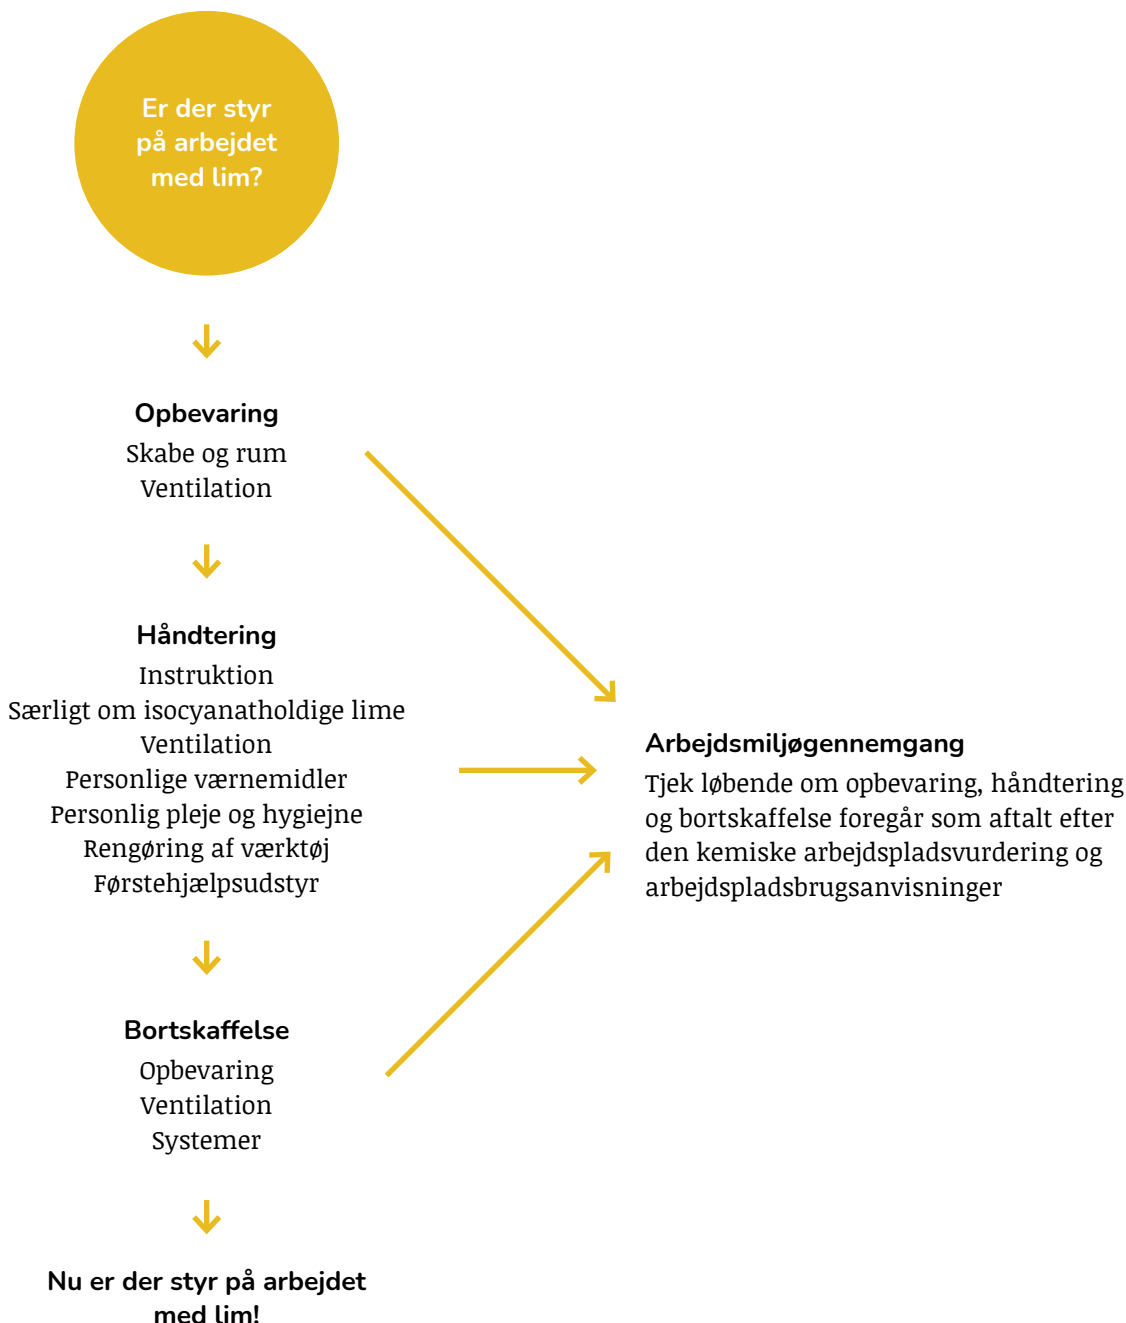 Er der styr
på arbejdet
med lim?
Opbevaring
Skabe og rum
Ventilation
Håndtering
Instruktion
Særligt om isocyanatholdige lime
Ventilation
Personlige værnemidler
Personlig pleje og hygiejne
Rengøring af værktøj
Førstehjælpsudstyr
Bortskaffelse
Opbevaring
Ventilation
Systemer
Nu er der styr på arbejdet
med lim!
Arbejdsmiljøgennemgang
Tjek løbende om opbevaring, håndtering
og bortskaffelse foregår som aftalt efter
den kemiske arbejdspladsvurdering og
arbejdspladsbrugsanvisninger